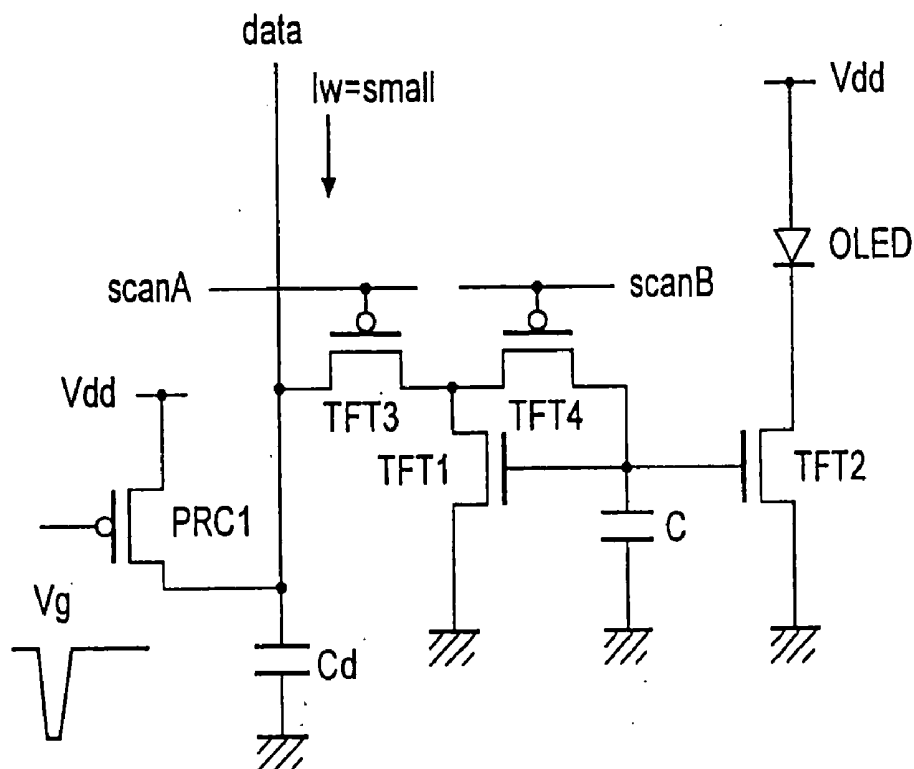 data
Iw=small
Vdd
OLED
scanA
scanB
Vdd
TFT3
TFT4
TFT1
TFT2
PRC1
C
Vg
Cd